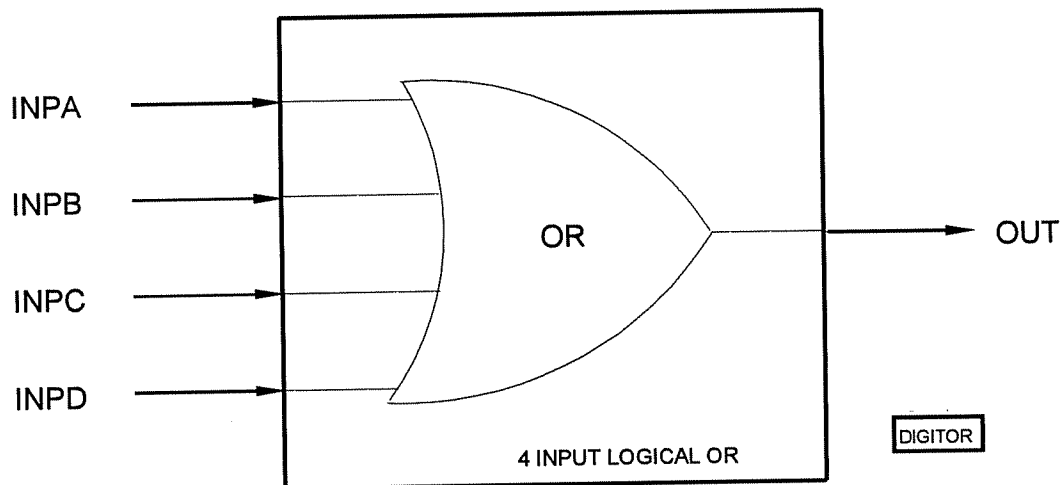 INPA
INPB
INPC
INPD
OR
OUT
4 INPUT LOGICAL OR
DIGITOR